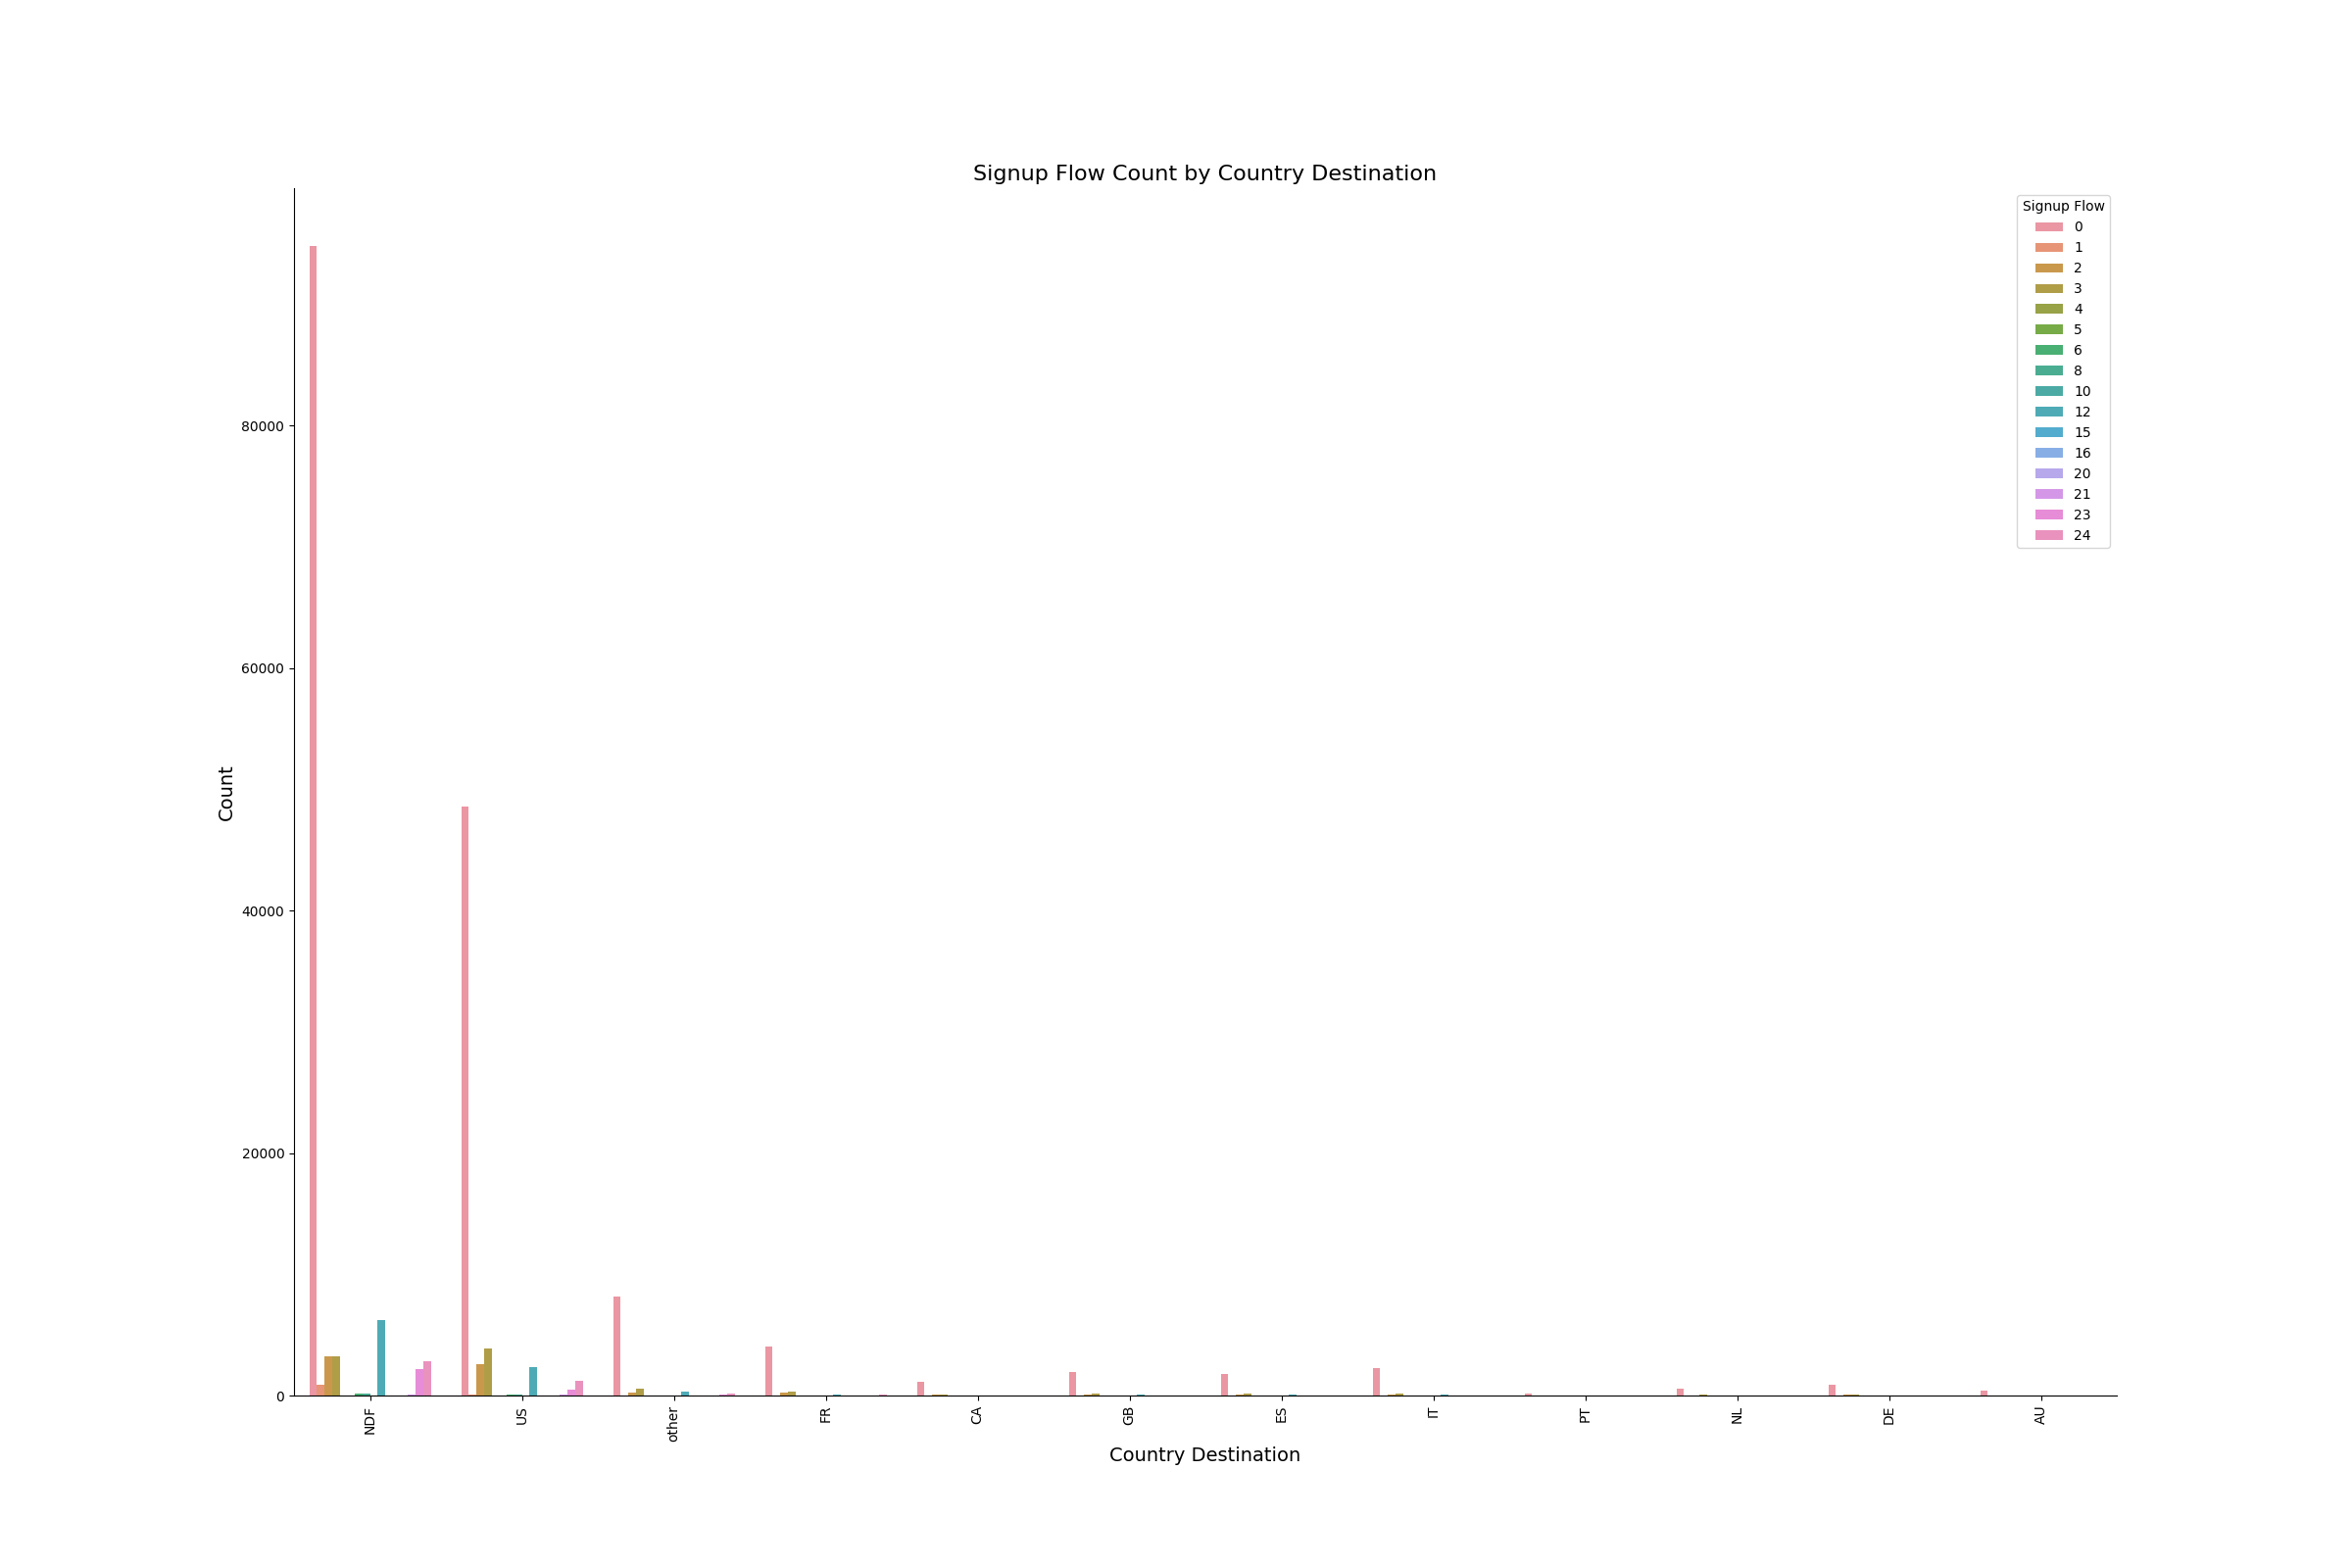 Signup Flow Count by Country Destination
Signup Flow
0
1
2
3
4
5
6
8
10
12
15
16
20
21
23
24
80000
60000
40000
20000
0
Count
NDF
US
other
FR
CA
GB
ES
IT
PT
NL
DE
AU
Country Destination